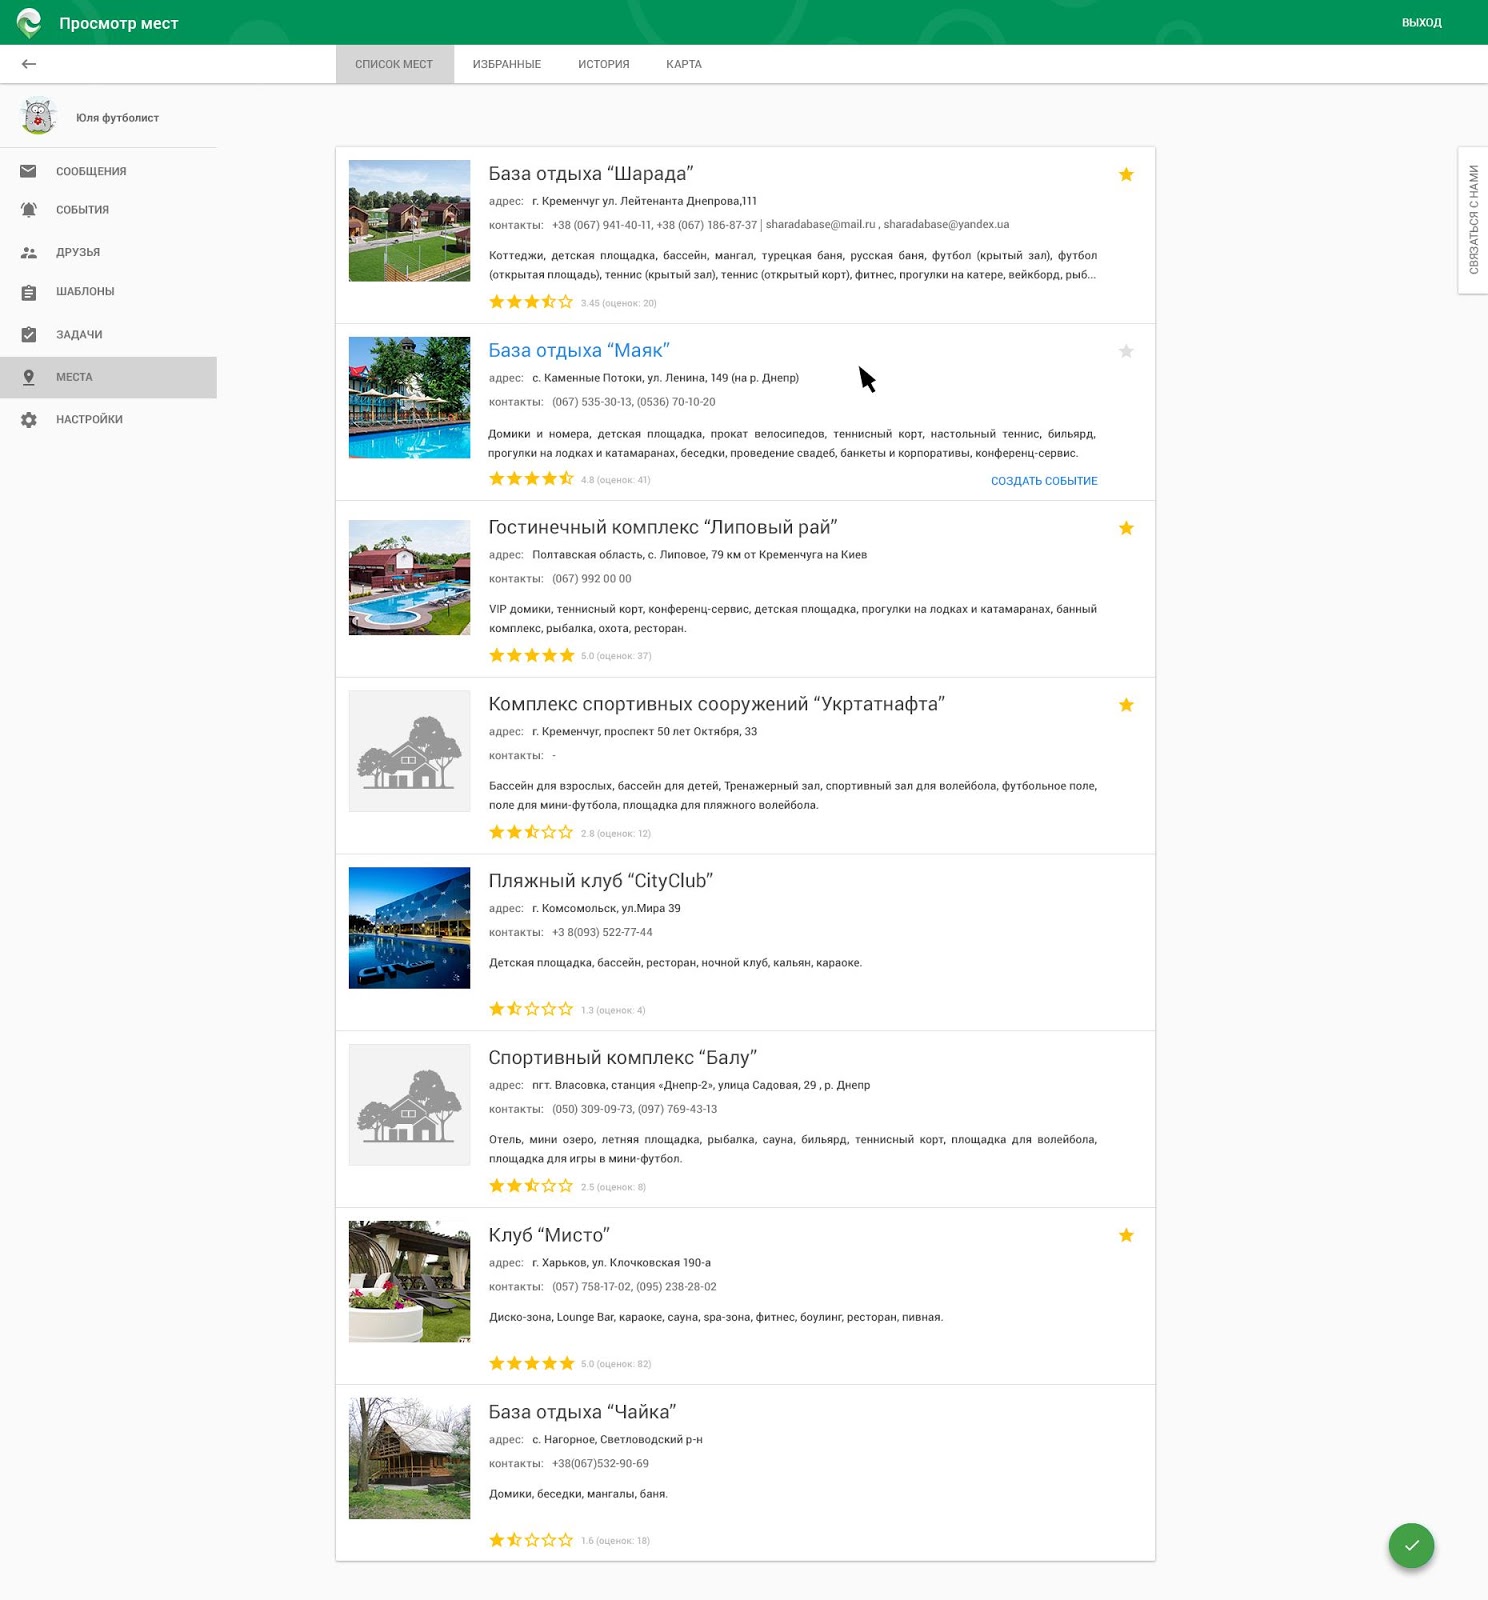 Просмотр мест
ВЫХОД
СПИСОК МЕСТ
ИЗБРАННЫЕ
ИСТОРИЯ
КАРТА
Юля футболист
СООБЩЕНИЯ
СОБЫТИЯ
ДРУЗЬЯ
ШАБЛОНЫ
ЗАДАЧИ
МЕСТА
НАСТРОЙКИ
СВЯЗАТЬСЯ С НАМИ
База отдыха “Шарада”
адрес: г. Кременчуг ул. Лейтенанта Днепрова,111
контакты: +38 (067) 941-40-11, +38 (067) 186-87-37 | sharadabase@mail.ru , sharadabase@yandex.ua
Коттеджи, детская площадка, бассейн, мангал, турецкая баня, русская баня, футбол (крытый зал), футбол
(открытая площадь), теннис (крытый зал), теннис (открытый корт), фитнес, прогулки на катере, вейкборд, рыб...
3.45 (оценок: 20)
База отдыха “Маяк”
адрес: с. Каменные Потоки, ул. Ленина, 149 (на р. Днепр)
контакты: (067) 535-30-13, (0536) 70-10-20
Домики и номера, детская площадка, прокат велосипедов, теннисный корт, настольный теннис, бильярд,
прогулки на лодках и катамаранах, беседки, проведение свадеб, банкеты и корпоративы, конференц-сервис.
4.8 (оценок: 41)
СОЗДАТЬ СОБЫТИЕ
Гостинечный комплекс “Липовый рай”
адрес: Полтавская область, с. Липовое, 79 км от Кременчуга на Киев
контакты: (067) 992 00 00
VIP домики, теннисный корт, конференц-сервис, детская площадка, прогулки на лодках и катамаранах, банный
комплекс, рыбалка, охота, ресторан.
5.0 (оценок: 37)
Комплекс спортивных сооружений “Укртатнафта”
адрес: г. Кременчуг, проспект 50 лет Октября, 33
контакты: -
Бассейн для взрослых, бассейн для детей, Тренажерный зал, спортивный зал для волейбола, футбольное поле,
поле для мини-футбола, площадка для пляжного волейбола.
2.8 (оценок: 12)
Пляжный клуб “CityClub”
адрес: г. Комсомольск, ул.Мира 39
контакты: +3 8(093) 522-77-44
Детская площадка, бассейн, ресторан, ночной клуб, кальян, караоке.
1.3 (оценок: 4)
Спортивный комплекс “Балу”
адрес: пгт. Власовка, станция «Днепр-2», улица Садовая, 29 , р. Днепр
контакты: (050) 309-09-73, (097) 769-43-13
Отель, мини озеро, летняя площадка, рыбалка, сауна, бильярд, теннисный корт, площадка для волейбола,
площадка для игры в мини-футбол.
2.5 (оценок: 8)
Клуб “Мисто”
адрес: г. Харьков, ул. Клочковская 190-а
контакты: (057) 758-17-02, (095) 238-28-02
Диско-зона, Lounge Bar, караоке, сауна, spa-зона, фитнес, боулинг, ресторан, пивная.
5.0 (оценок: 82)
База отдыха “Чайка”
адрес: с. Нагорное, Светловодский р-н
контакты: +38(067)532-90-69
Домики, беседки, мангалы, баня.
1.6 (оценок: 18)